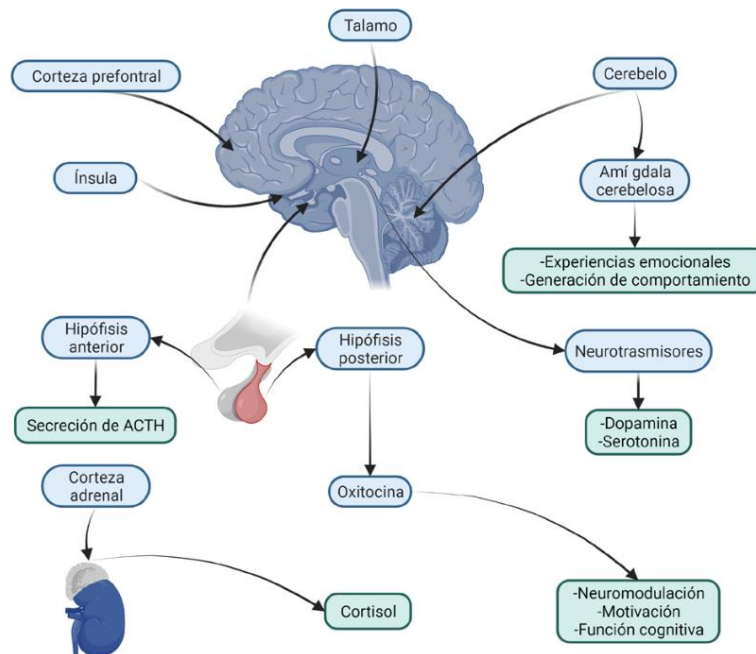 Talamo
Corteza prefontral
Cerebelo
Ínsula
Amí gdala
cerebelosa
-Experiencias emocionales
-Generación de comportamiento
Hipófisis
anterior
Hipófisis
posterior
Neurotrasmisores
Secreción de ACTH
-Dopamina
-Serotonina
Corteza
adrenal
Oxitocina
Cortisol
-Neuromodulación
-Motivación
-Función cognitiva